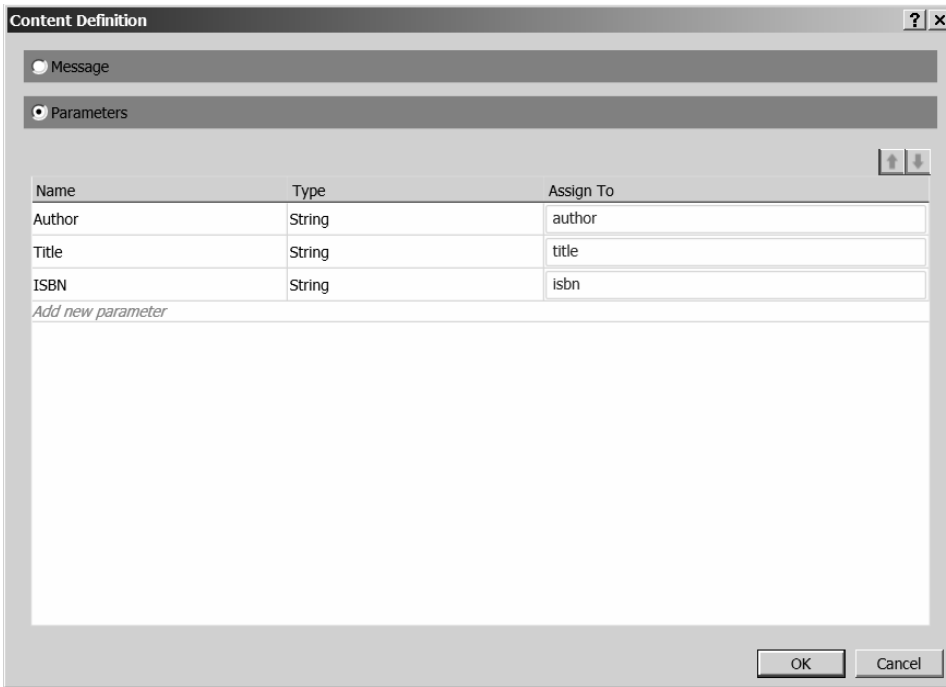 Content Definition ? x
Message
Parameters
Name Type Assign To
Author String author
Title String title
ISBN String isbn
Add new parameter
OK Cancel